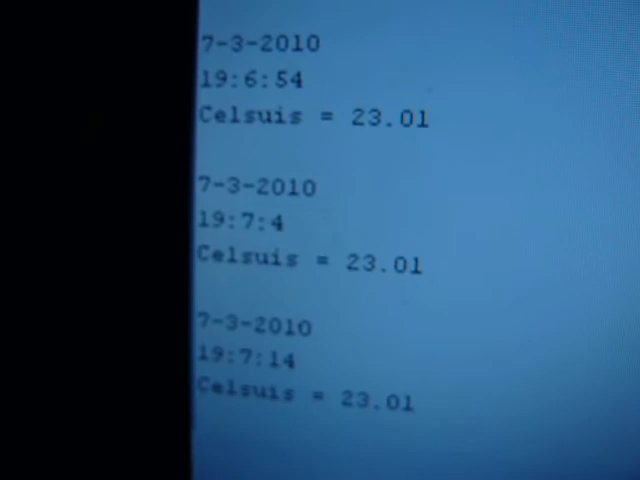 7-3-2010
19:6:54
Celsuis = 23.01
7-3-2010
19:7:4
Celsuis = 23.01
7-3-2010
19:7:14
Celsuis = 23.01